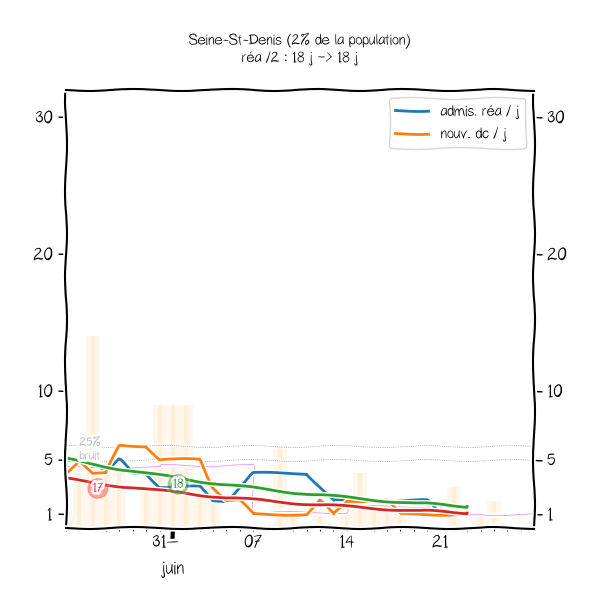 Seine-St-Denis (2% de la population)
réa /2 : 18 j -> 18 j
admis. réa / j
nouv. dc / j
30
30
20
20
10
10
25%
bruit
5
5
17
18
1
1
31
07
14
21
juin